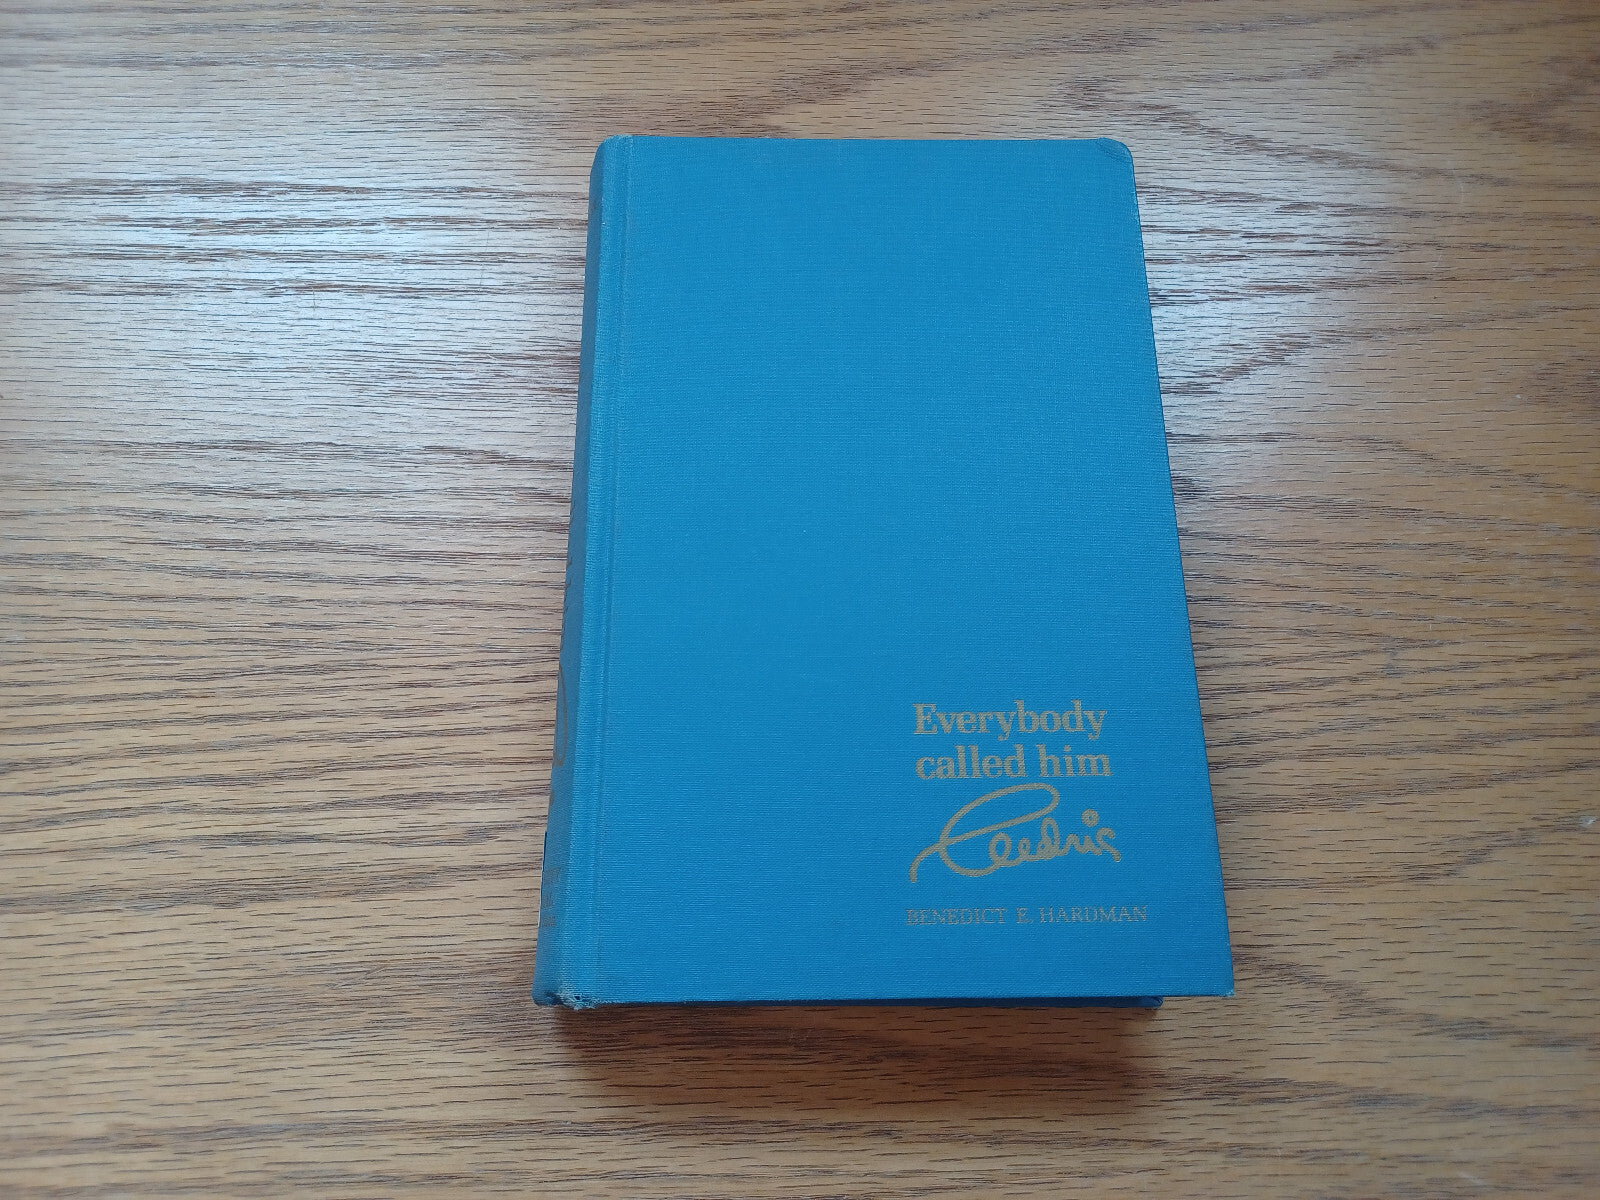 Everybody
called him
Cedric
BENEDICT E. HARDMAN